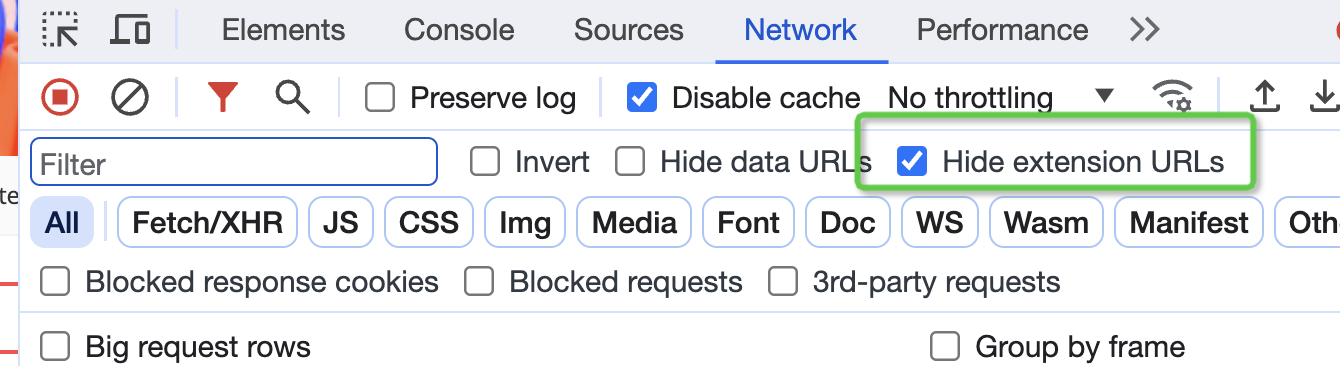 Elements Console Sources Network Performance
Preserve log Disable cache No throttling
Filter Invert Hide data URLs Hide extension URLs
All Fetch/XHR JS CSS Img Media Font Doc WS Wasm Manifest Oth
Blocked response cookies Blocked requests 3rd-party requests
Big request rows Group by frame